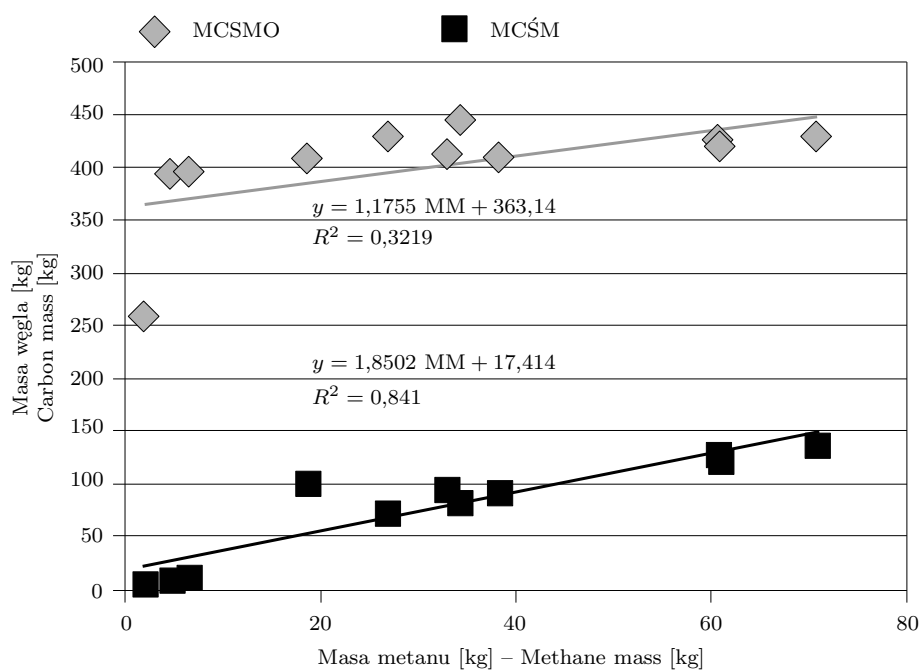 MCSMO MCŚM
500
450
400
350
300
250
200
150
100
50
0
Masa węgla [kg]
Carbon mass [kg]
y = 1,1755 MM + 363,14
R² = 0,3219
y = 1,8502 MM + 17,414
R² = 0,841
0 20 40 60 80
Masa metanu [kg] – Methane mass [kg]